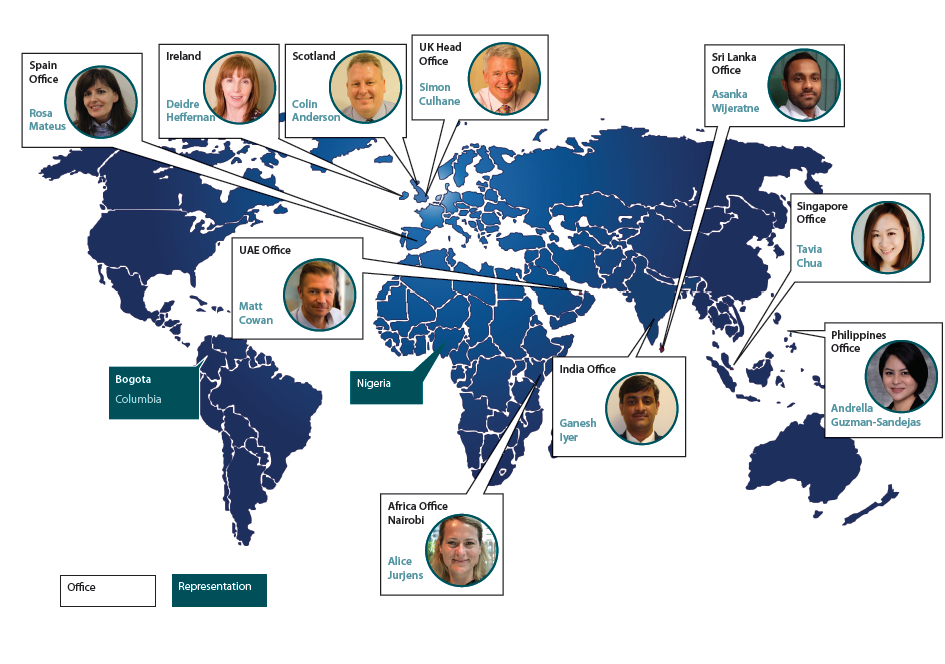 Spain
Office
Rosa
Mateus
Ireland
Deidre
Heffernan
Scotland
Colin
Anderson
UK Head
Office
Simon
Culhane
Sri Lanka
Office
Asanka
Wijeratne
Singapore
Office
Tavia
Chua
UAE Office
Matt
Cowan
Philippines
Office
Andrella
Guzman-Sandejas
Bogota
Columbia
Nigeria
India Office
Ganesh
Iyer
Africa Office
Nairobi
Alice
Jurjens
Office
Representation